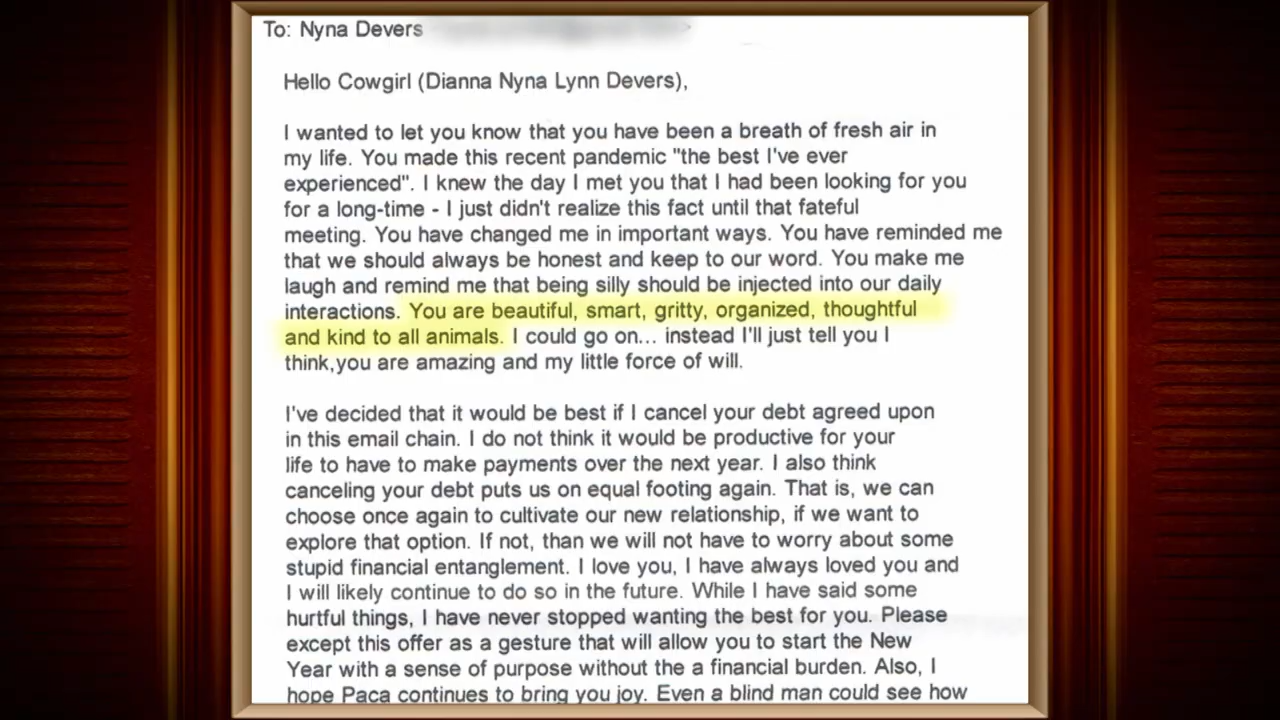 To: Nyna Devers
Hello Cowgirl (Dianna Nyna Lynn Devers),
I wanted to let you know that you have been a breath of fresh air in
my life. You made this recent pandemic "the best I've ever
experienced". I knew the day I met you that I had been looking for you
for a long-time - I just didn't realize this fact until that fateful
meeting. You have changed me in important ways. You have reminded me
that we should always be honest and keep to our word. You make me
laugh and remind me that being silly should be injected into our daily
interactions. You are beautiful, smart, gritty, organized, thoughtful
and kind to all animals. I could go on... instead I'll just tell you I
think,you are amazing and my little force of will.
I've decided that it would be best if I cancel your debt agreed upon
in this email chain. I do not think it would be productive for your
life to have to make payments over the next year. I also think
canceling your debt puts us on equal footing again. That is, we can
choose once again to cultivate our new relationship, if we want to
explore that option. If not, than we will not have to worry about some
stupid financial entanglement. I love you, I have always loved you and
I will likely continue to do so in the future. While I have said some
hurtful things, I have never stopped wanting the best for you. Please
except this offer as a gesture that will allow you to start the New
Year with a sense of purpose without the a financial burden. Also, I
hope Paca continues to bring you joy. Even a blind man could see how